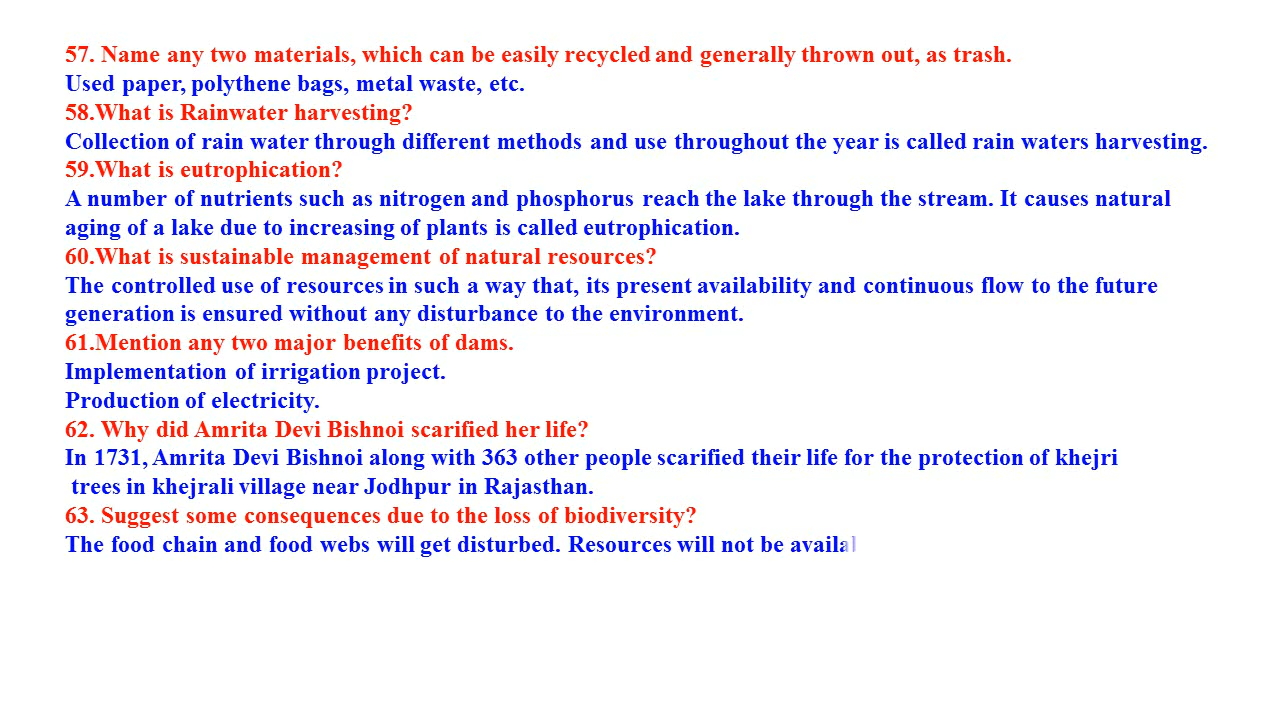 57. Name any two materials, which can be easily recycled and generally thrown out, as trash.
Used paper, polythene bags, metal waste, etc.
58.What is Rainwater harvesting?
Collection of rain water through different methods and use throughout the year is called rain waters harvesting.
59.What is eutrophication?
A number of nutrients such as nitrogen and phosphorus reach the lake through the stream. It causes natural
aging of a lake due to increasing of plants is called eutrophication.
60.What is sustainable management of natural resources?
The controlled use of resources in such a way that, its present availability and continuous flow to the future
generation is ensured without any disturbance to the environment.
61.Mention any two major benefits of dams.
Implementation of irrigation project.
Production of electricity.
62. Why did Amrita Devi Bishnoi scarified her life?
In 1731, Amrita Devi Bishnoi along with 363 other people scarified their life for the protection of khejri
trees in khejrali village near Jodhpur in Rajasthan.
63. Suggest some consequences due to the loss of biodiversity?
The food chain and food webs will get disturbed. Resources will not be